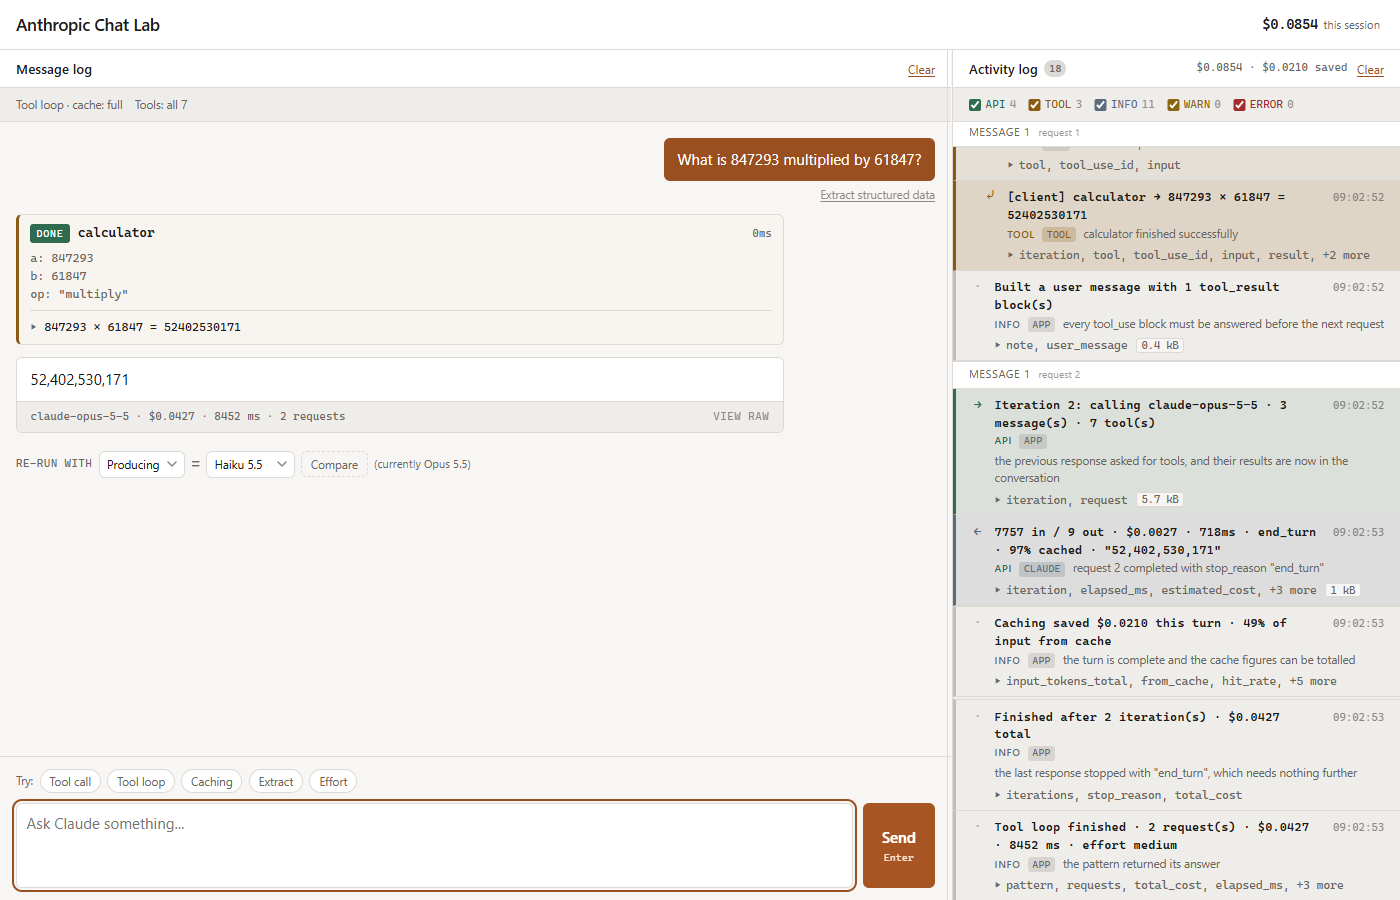 Anthropic Chat Lab
$0.0854 this session
Message log
Clear
Tool loop · cache: full Tools: all 7
What is 847293 multiplied by 61847?
Extract structured data
DONE calculator 0ms
a: 847293
b: 61847
op: "multiply"
847293 × 61847 = 52402530171
52,402,530,171
claude-opus-5-5 · $0.0427 · 8452 ms · 2 requests VIEW RAW
RE-RUN WITH Producing = Haiku 5.5 Compare (currently Opus 5.5)
Try: Tool call Tool loop Caching Extract Effort
Ask Claude something...
Send
Enter
Activity log 18 $0.0854 · $0.0210 saved Clear
API 4 TOOL 3 INFO 11 WARN 0 ERROR 0
MESSAGE 1 request 1
tool, tool_use_id, input
[client] calculator → 847293 × 61847 = 09:02:52
52402530171
TOOL TOOL calculator finished successfully
iteration, tool, tool_use_id, input, result, +2 more
Built a user message with 1 tool_result 09:02:52
block(s)
INFO APP every tool_use block must be answered before the next request
note, user_message 0.4 kB
MESSAGE 1 request 2
→ Iteration 2: calling claude-opus-5-5 · 3 09:02:52
message(s) · 7 tool(s)
API APP
the previous response asked for tools, and their results are now in the
conversation
iteration, request 5.7 kB
← 7757 in / 9 out · $0.0027 · 718ms · end_turn 09:02:53
· 97% cached · "52,402,530,171"
API CLAUDE request 2 completed with stop_reason "end_turn"
iteration, elapsed_ms, estimated_cost, +3 more 1 kB
Caching saved $0.0210 this turn · 49% of 09:02:53
input from cache
INFO APP the turn is complete and the cache figures can be totalled
input_tokens_total, from_cache, hit_rate, +5 more
Finished after 2 iteration(s) · $0.0427 09:02:53
total
INFO APP
the last response stopped with "end_turn", which needs nothing further
iterations, stop_reason, total_cost
Tool loop finished · 2 request(s) · $0.0427 09:02:53
· 8452 ms · effort medium
INFO APP the pattern returned its answer
pattern, requests, total_cost, elapsed_ms, +3 more